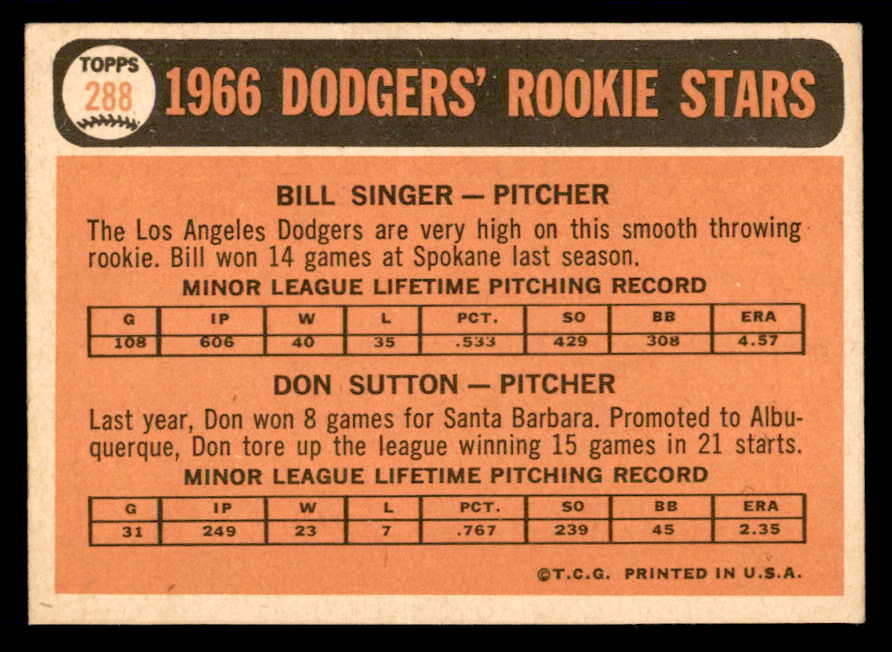 TOPPS
288
1966 DODGERS' ROOKIE STARS
BILL SINGER — PITCHER
The Los Angeles Dodgers are very high on this smooth throwing
rookie. Bill won 14 games at Spokane last season.
MINOR LEAGUE LIFETIME PITCHING RECORD
G IP W L PCT. SO BB ERA
108 606 40 35 .533 429 308 4.57
DON SUTTON — PITCHER
Last year, Don won 8 games for Santa Barbara. Promoted to Albu-
querque, Don tore up the league winning 15 games in 21 starts.
MINOR LEAGUE LIFETIME PITCHING RECORD
G IP W L PCT. SO BB ERA
31 249 23 7 .767 239 45 2.35
©T.C.G. PRINTED IN U.S.A.